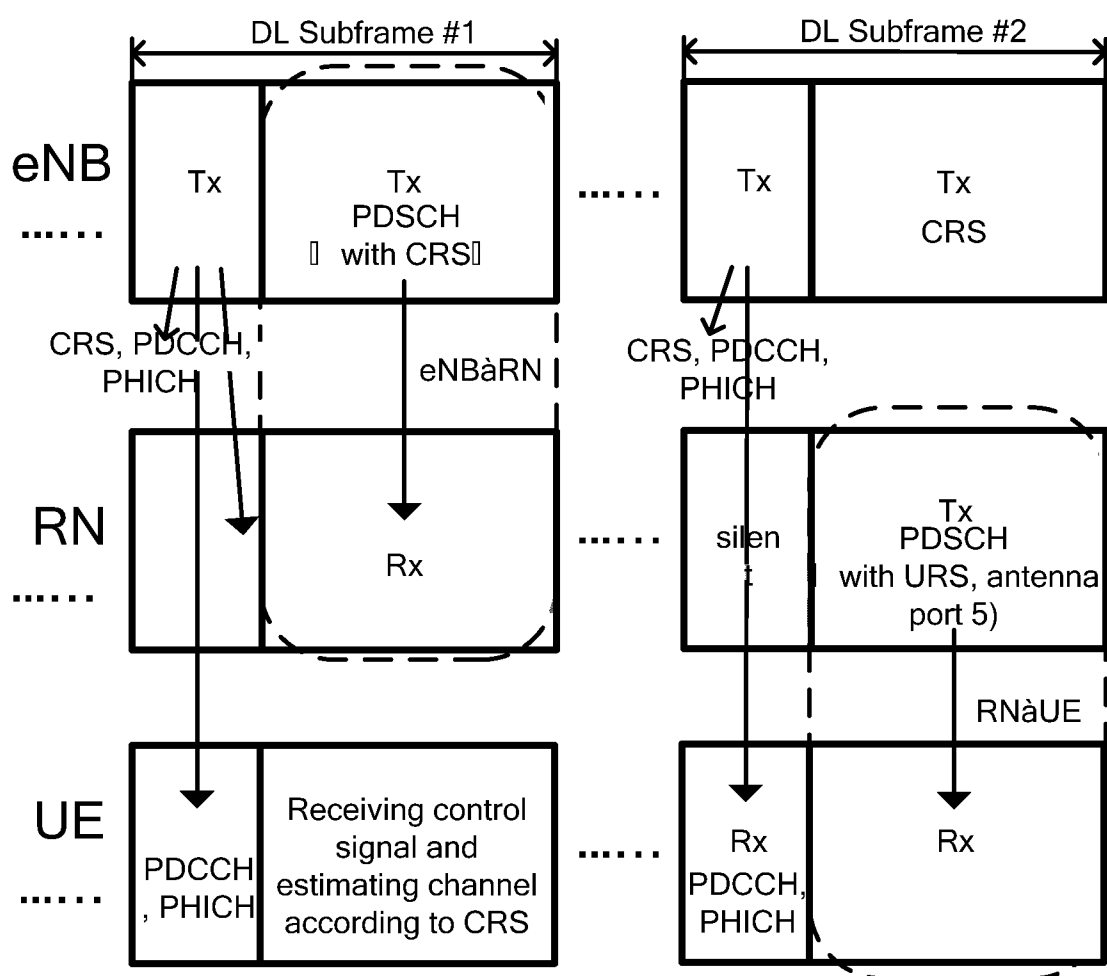 DL Subframe #1
DL Subframe #2
eNB
......
Tx
Tx
PDSCH
▯ with CRS▯
......
Tx
Tx
CRS
CRS, PDCCH,
PHICH
eNBàRN
CRS, PDCCH,
PHICH
RN
......
Rx
......
silen
t
Tx
PDSCH
with URS, antenna
port 5)
RNàUE
UE
......
PDCCH
, PHICH
Receiving control
signal and
estimating channel
according to CRS
......
Rx
PDCCH,
PHICH
Rx